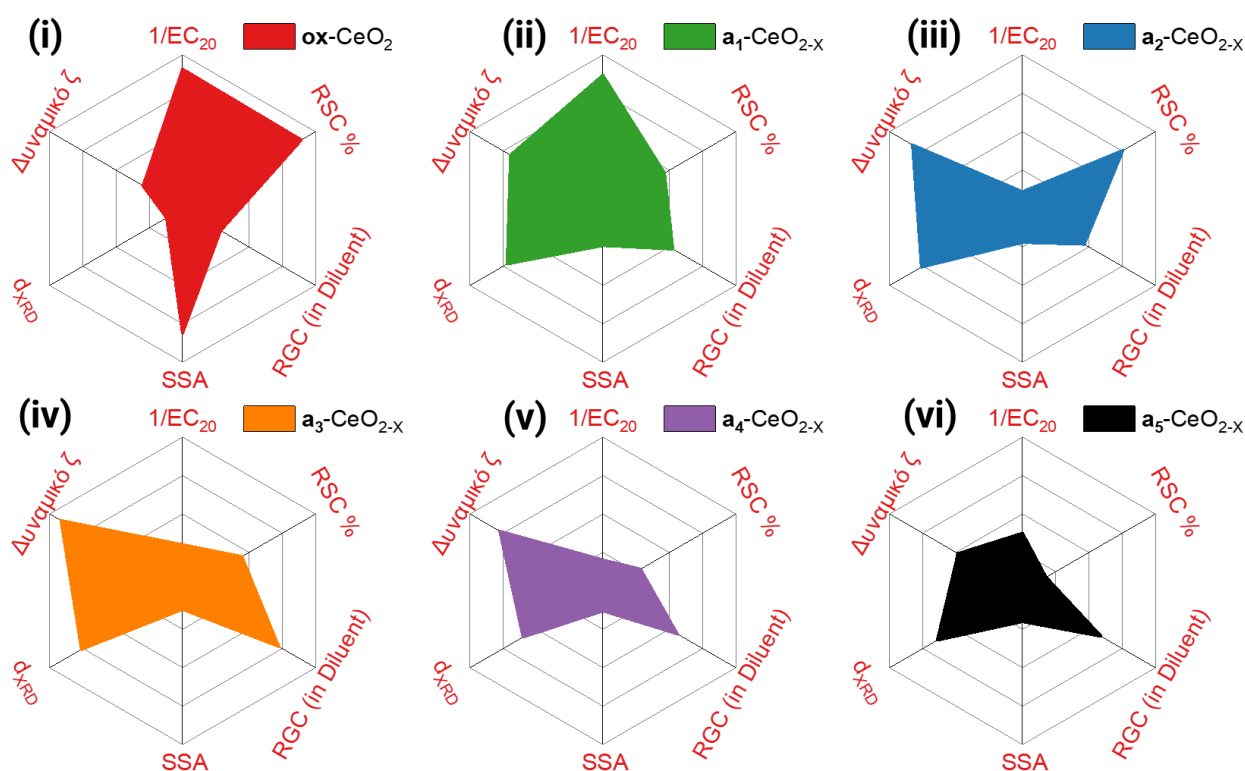 (i)
1/EC20
ox-CeO2
Δυναμικό ζ
RSC %
dXRD
RGC (in Diluent)
SSA
(ii)
1/EC20
a1-CeO2-X
Δυναμικό ζ
RSC %
dXRD
RGC (in Diluent)
SSA
(iii)
1/EC20
a2-CeO2-X
Δυναμικό ζ
RSC %
dXRD
RGC (in Diluent)
SSA
(iv)
1/EC20
a3-CeO2-X
Δυναμικό ζ
RSC %
dXRD
RGC (in Diluent)
SSA
(v)
1/EC20
a4-CeO2-X
Δυναμικό ζ
RSC %
dXRD
RGC (in Diluent)
SSA
(vi)
1/EC20
a5-CeO2-X
Δυναμικό ζ
RSC %
dXRD
RGC (in Diluent)
SSA